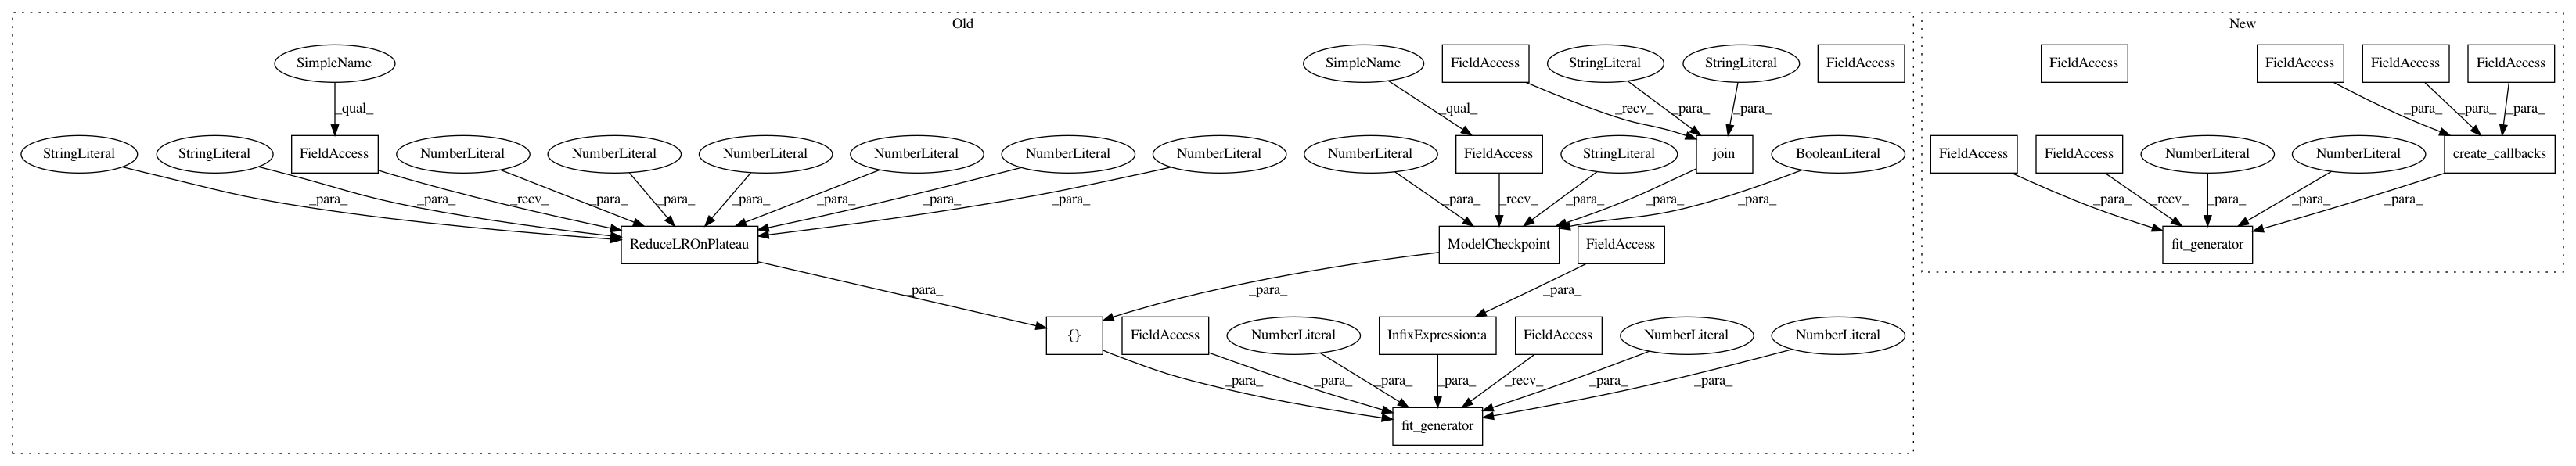 Old
New
SimpleName
SimpleName
FieldAccess
StringLiteral
StringLiteral
FieldAccess
FieldAccess
FieldAccess
FieldAccess
FieldAccess
_qual_
_qual_
_recv_
_para_
_para_
_para_
_para_
_para_
StringLiteral
StringLiteral
FieldAccess
NumberLiteral
NumberLiteral
NumberLiteral
NumberLiteral
NumberLiteral
NumberLiteral
NumberLiteral
FieldAccess
StringLiteral
join
BooleanLiteral
FieldAccess
FieldAccess
NumberLiteral
NumberLiteral
create_callbacks
_para_
_para_
_recv_
_para_
_para_
_para_
_para_
_para_
_para_
_para_
_recv_
_para_
_para_
_para_
_para_
_recv_
_para_
_para_
_para_
ReduceLROnPlateau
ModelCheckpoint
FieldAccess
fit_generator
_para_
_para_
_para_
{}
FieldAccess
NumberLiteral
InfixExpression:a
FieldAccess
NumberLiteral
NumberLiteral
_para_
_para_
_para_
_para_
_recv_
_para_
_para_
fit_generator